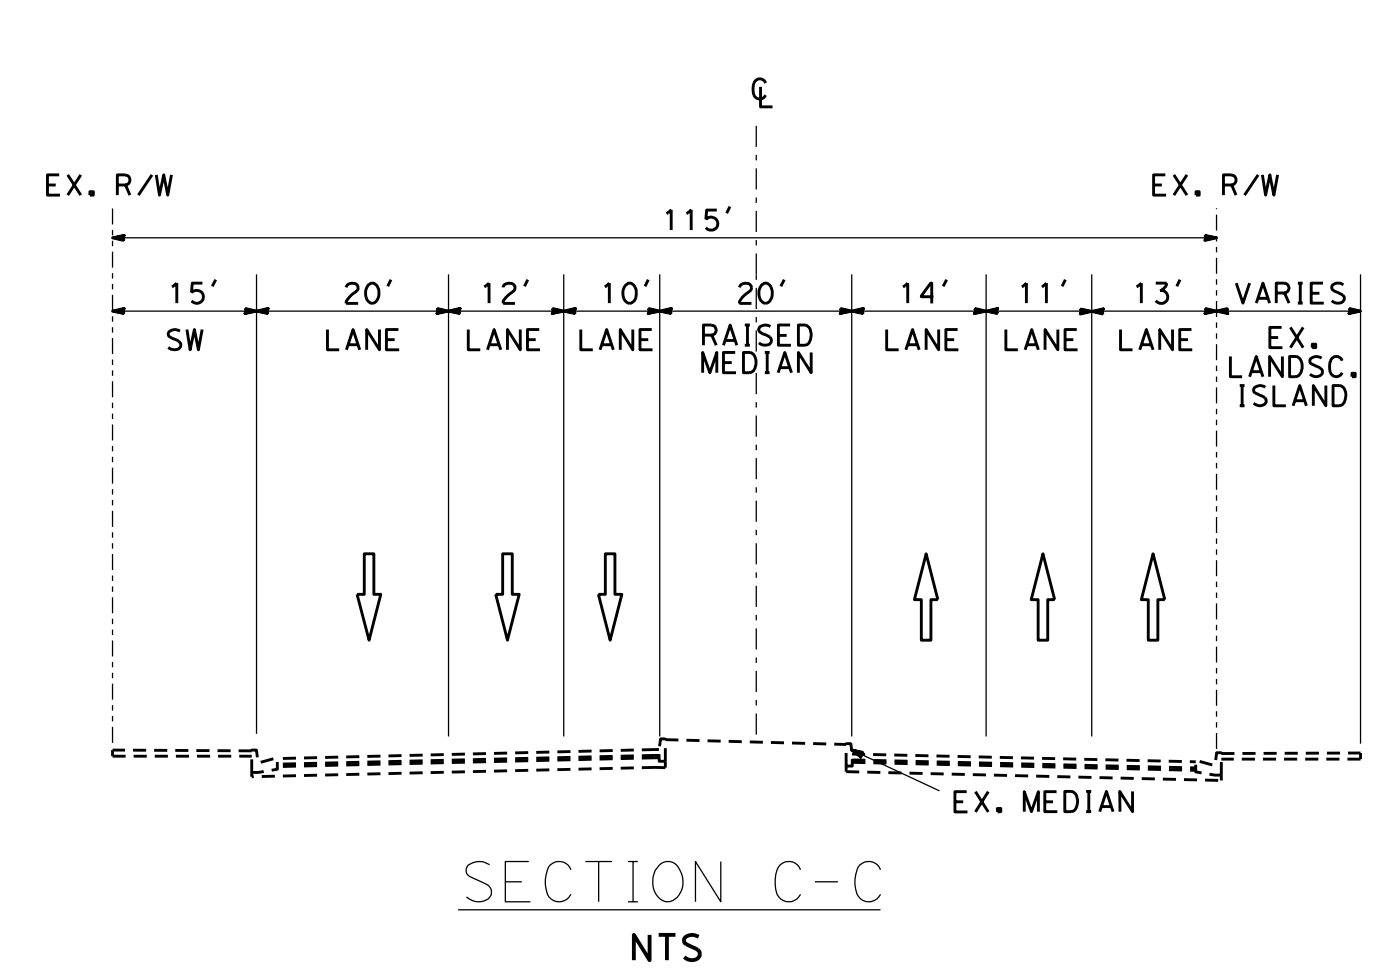 ℄
EX. R/W EX. R/W
115'
15' 20' 12' 10' 20' 14' 11' 13' VARIES
SW LANE LANE LANE RAISED MEDIAN LANE LANE LANE EX. LANDSC. ISLAND
EX. MEDIAN
SECTION C-C
NTS